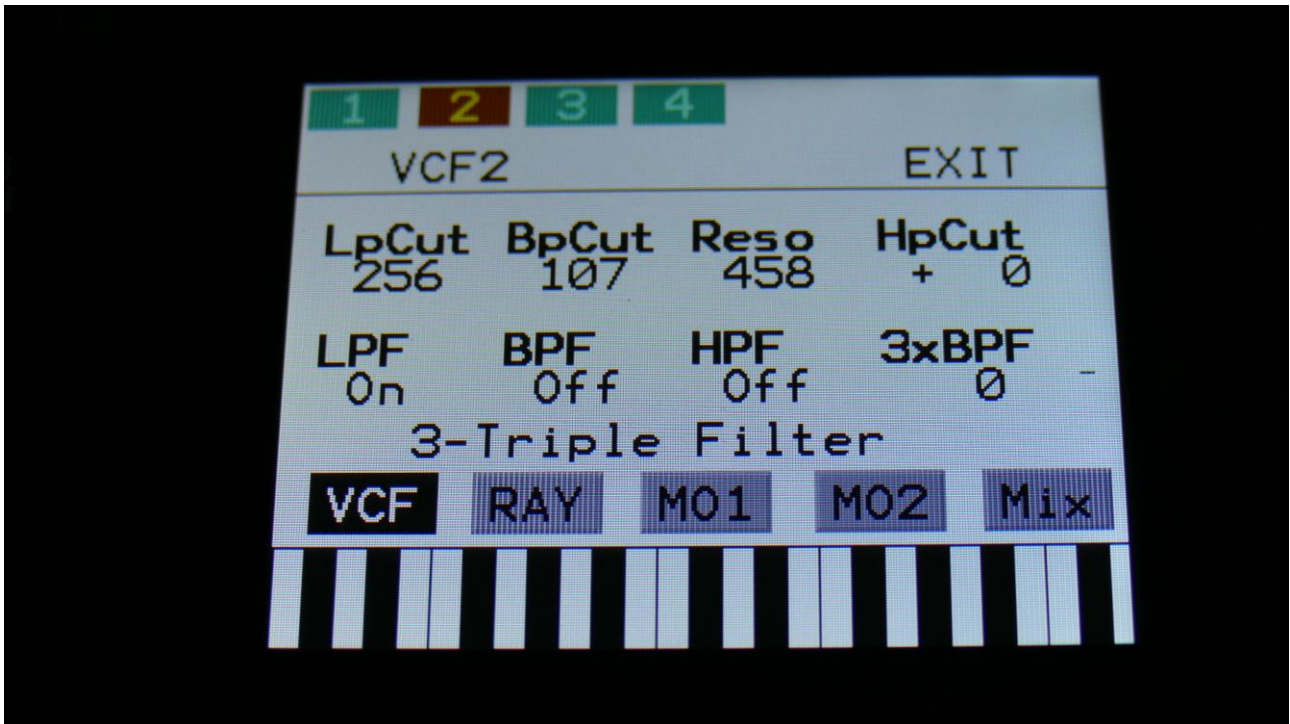 1 2 3 4
VCF2 EXIT
LpCut BpCut Reso HpCut
256 107 458 + 0
LPF BPF HPF 3xBPF
On Off Off 0
3-Triple Filter
VCF RAY MO1 MO2 Mix